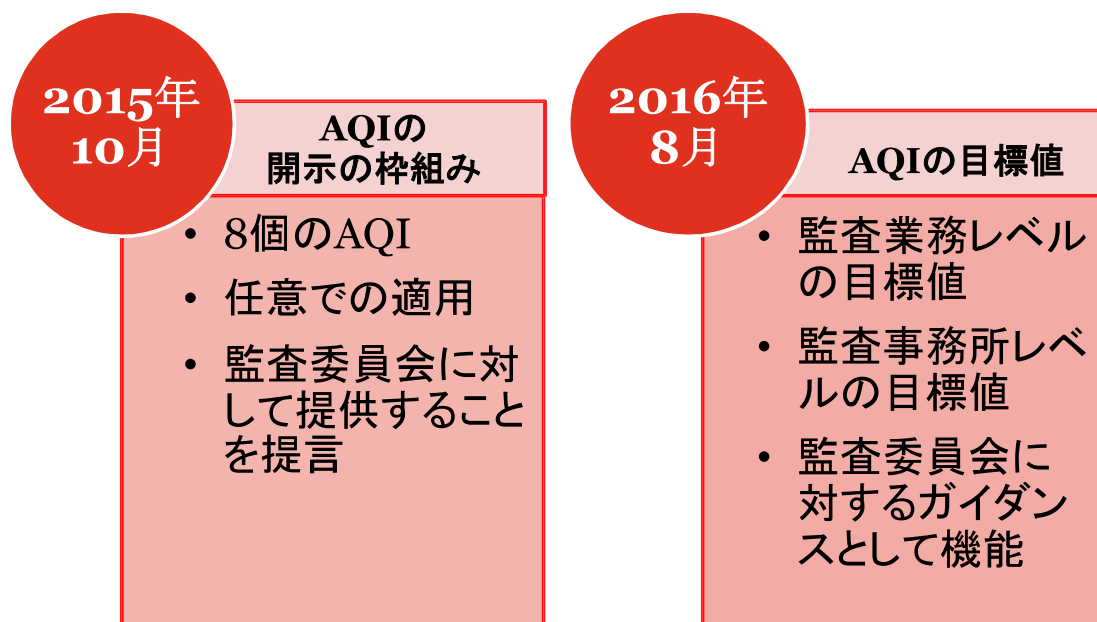 2015年
10月
AQIの
開示の枠組み
• 8個のAQI
• 任意での適用
• 監査委員会に対
して提供すること
を提言
2016年
8月
AQIの目標値
• 監査業務レベル
の目標値
• 監査事務所レベ
ルの目標値
• 監査委員会に
対するガイダン
スとして機能